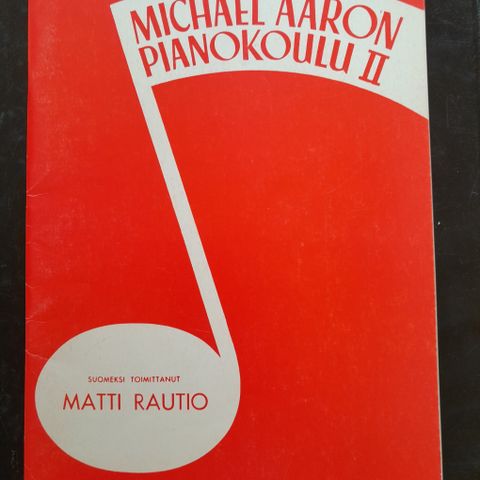 MICHAEL AARON
PIANOKOULU II
SUOMEKSI TOIMITTANUT
MATTI RAUTIO